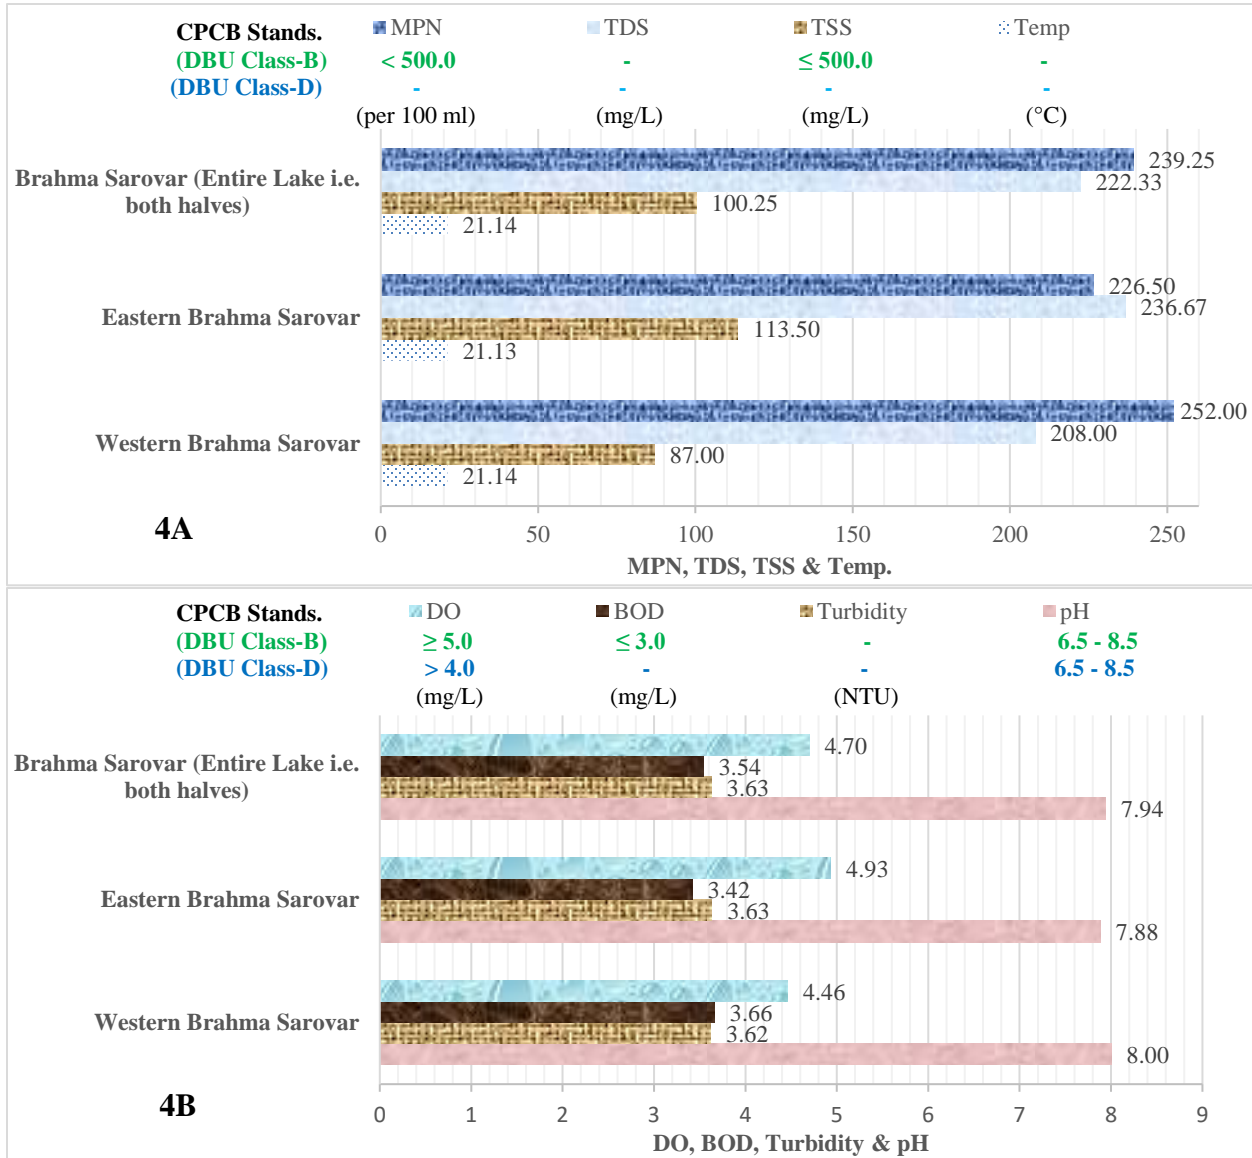 CPCB Stands. MPN TDS TSS Temp
(DBU Class-B) < 500.0 - ≤ 500.0 -
(DBU Class-D) - - - -
(per 100 ml) (mg/L) (mg/L) (°C)
Brahma Sarovar (Entire Lake i.e.
both halves)
239.25
222.33
100.25
21.14
Eastern Brahma Sarovar
226.50
236.67
113.50
21.13
Western Brahma Sarovar
252.00
208.00
87.00
21.14
4A
0 50 100 150 200 250
MPN, TDS, TSS & Temp.
CPCB Stands. DO BOD Turbidity pH
(DBU Class-B) ≥ 5.0 ≤ 3.0 - 6.5 - 8.5
(DBU Class-D) > 4.0 - - 6.5 - 8.5
(mg/L) (mg/L) (NTU)
Brahma Sarovar (Entire Lake i.e.
both halves)
4.70
3.54
3.63
7.94
Eastern Brahma Sarovar
4.93
3.42
3.63
7.88
Western Brahma Sarovar
4.46
3.66
3.62
8.00
4B
0 1 2 3 4 5 6 7 8 9
DO, BOD, Turbidity & pH